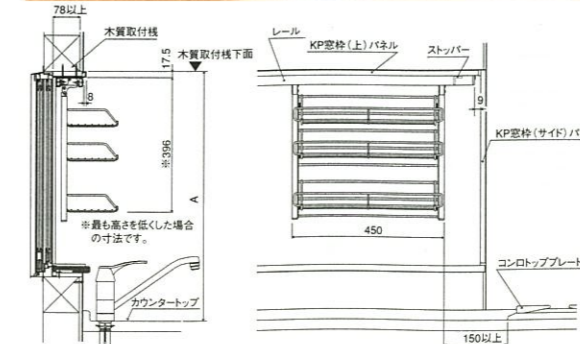 78以上
木質取付桟
木質取付桟下面
17.5
8
※396
A
※最も高さを低くした場合
の寸法です。
カウンタートップ
レール
KP窓枠(上)パネル
ストッパー
9
KP窓枠(サイド)パ
450
コンロトッププレート
150以上